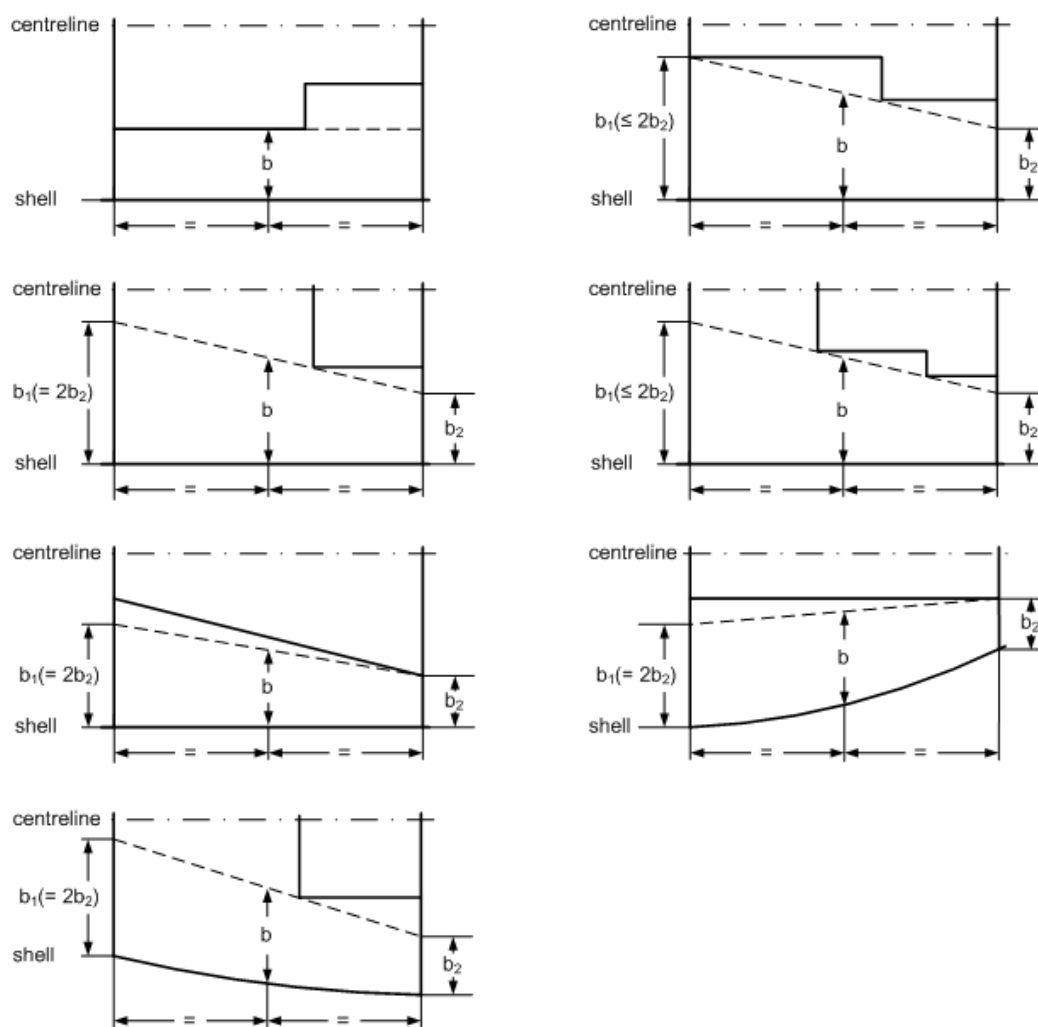 centreline
b
shell
= =
centreline
b₁(≤ 2b₂)
b
b₂
shell
= =
centreline
b₁(= 2b₂)
b
b₂
shell
= =
centreline
b₁(≤ 2b₂)
b
b₂
shell
= =
centreline
b₁(= 2b₂)
b
b₂
shell
= =
centreline
b₂
b
b₁(= 2b₂)
shell
= =
centreline
b₁(= 2b₂)
b
shell
b₂
= =